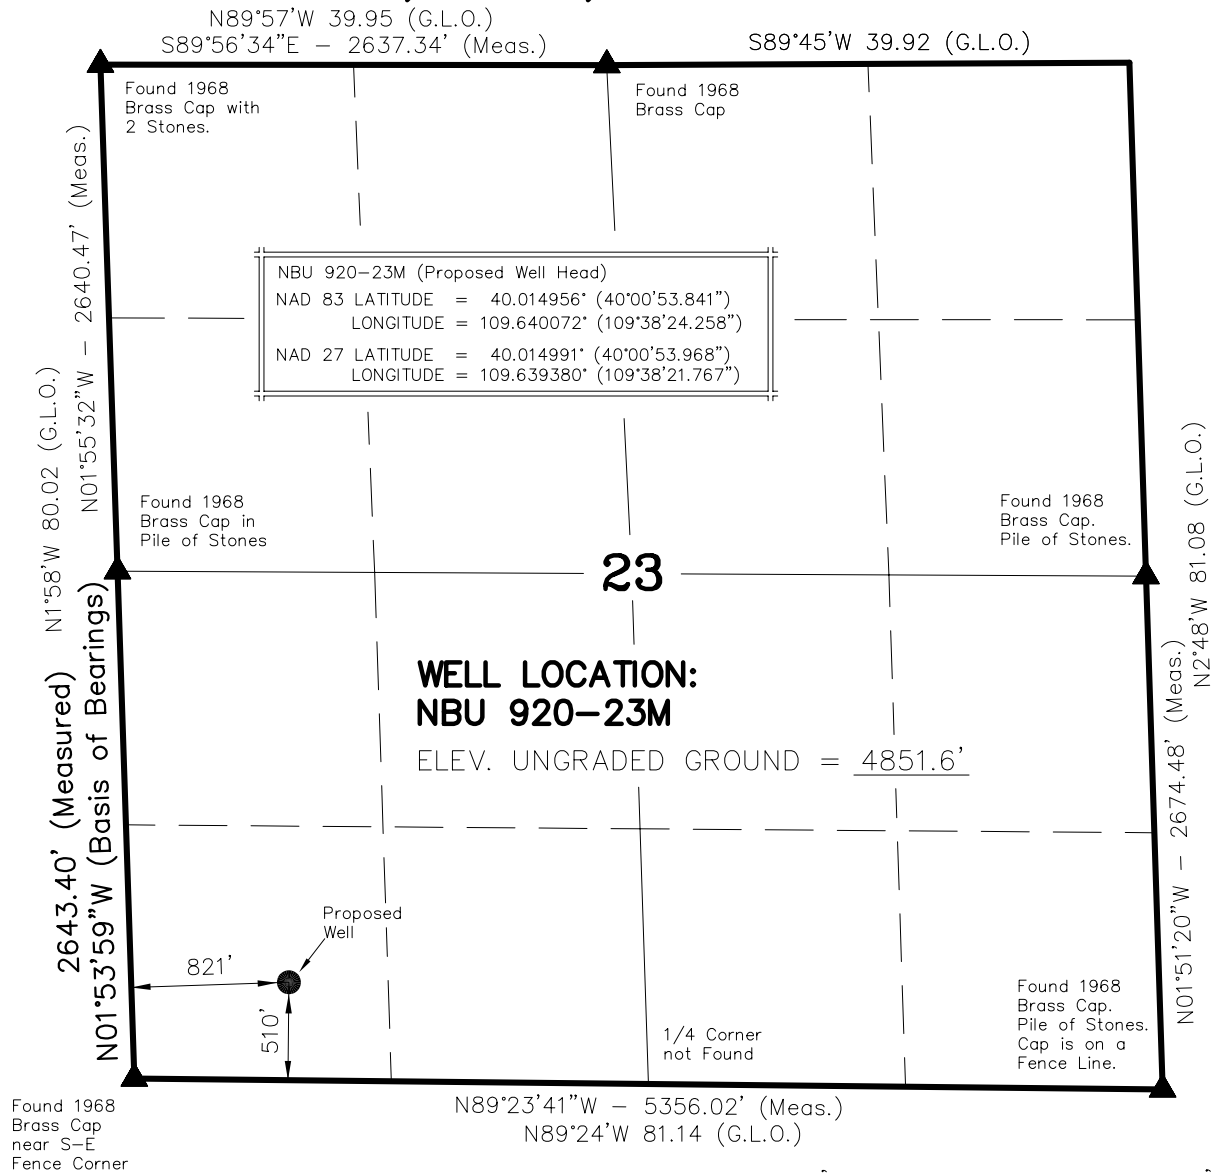 N89°57'W 39.95 (G.L.O.)
S89°56'34"E - 2637.34' (Meas.)
S89°45'W 39.92 (G.L.O.)
Found 1968
Brass Cap with
2 Stones.
Found 1968
Brass Cap
N01°55'32"W - 2640.47' (Meas.)
N1°58'W 80.02 (G.L.O.)
NBU 920-23M (Proposed Well Head)
NAD 83 LATITUDE = 40.014956° (40°00'53.841")
LONGITUDE = 109.640072° (109°38'24.258")
NAD 27 LATITUDE = 40.014991° (40°00'53.968")
LONGITUDE = 109.639380° (109°38'21.767")
Found 1968
Brass Cap in
Pile of Stones
Found 1968
Brass Cap.
Pile of Stones.
N2°48'W 81.08 (G.L.O.)
23
WELL LOCATION:
NBU 920-23M
ELEV. UNGRADED GROUND = 4851.6'
2643.40' (Measured)
N01°53'59"W (Basis of Bearings)
N01°51'20"W - 2674.48' (Meas.)
Proposed
Well
821'
510'
1/4 Corner
not Found
Found 1968
Brass Cap.
Pile of Stones.
Cap is on a
Fence Line.
Found 1968
Brass Cap
near S-E
Fence Corner
N89°23'41"W - 5356.02' (Meas.)
N89°24'W 81.14 (G.L.O.)